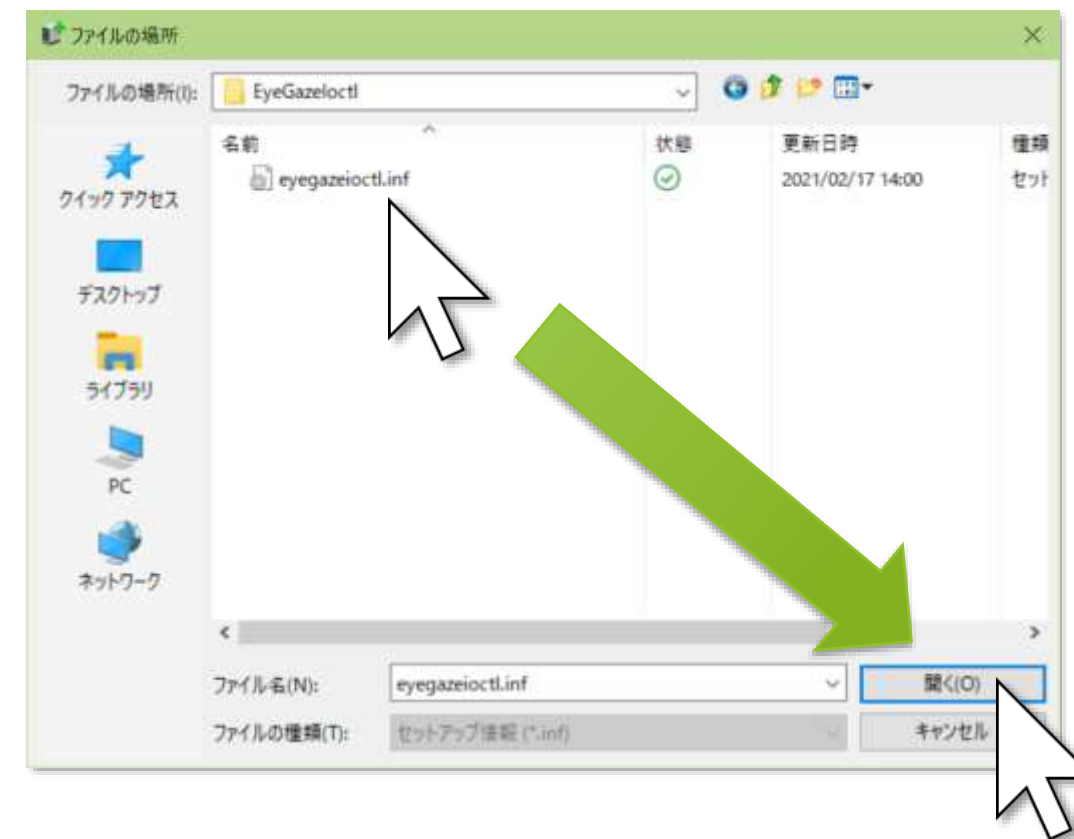 ファイルの場所
ファイルの場所(I):
EyeGazeIoctl
名前
状態
更新日時
種類
eyegazeioctl.inf
2021/02/17 14:00
セット
クイック アクセス
デスクトップ
ライブラリ
PC
ネットワーク
ファイル名(N):
eyegazeioctl.inf
開く(O)
ファイルの種類(T):
セットアップ情報 (*.inf)
キャンセル